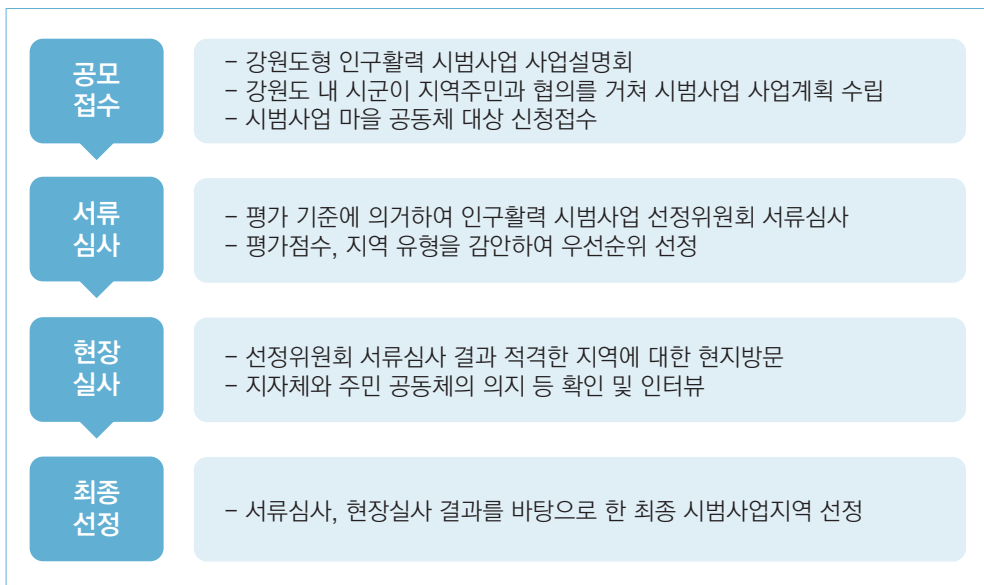 공모
접수
– 강원도형 인구활력 시범사업 사업설명회
– 강원도 내 시군이 지역주민과 협의를 거쳐 시범사업 사업계획 수립
– 시범사업 마을 공동체 대상 신청접수
서류
심사
– 평가 기준에 의거하여 인구활력 시범사업 선정위원회 서류심사
– 평가점수, 지역 유형을 감안하여 우선순위 선정
현장
실사
– 선정위원회 서류심사 결과 적격한 지역에 대한 현지방문
– 지자체와 주민 공동체의 의지 등 확인 및 인터뷰
최종
선정
– 서류심사, 현장실사 결과를 바탕으로 한 최종 시범사업지역 선정